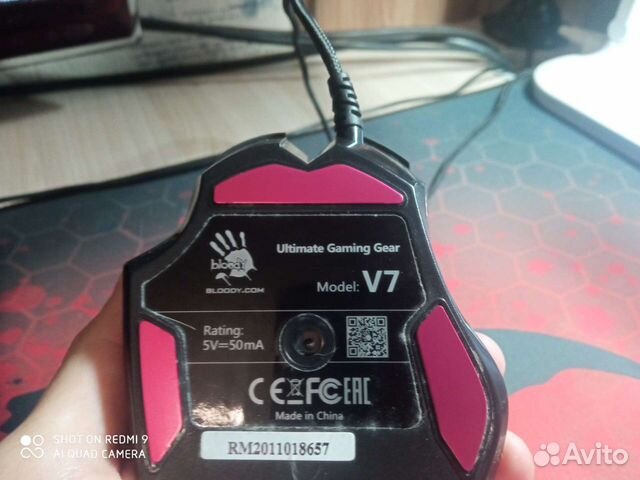 Ultimate Gaming Gear
bloody
BLOODY.COM
Model: V7
Rating:
5V⎓50mA
CE FC EAC
Made in China
RM2011018657
SHOT ON REDMI 9
AI QUAD CAMERA
Avito